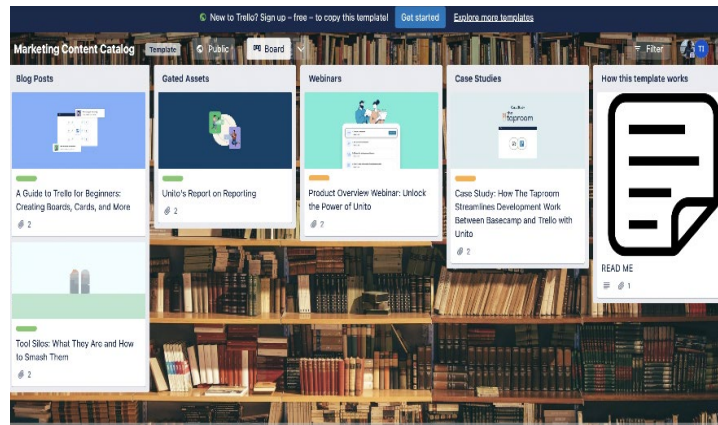 New to Trello? Sign up – free – to copy this template! Get started Explore more templates
Marketing Content Catalog Template Public Board Filter
Blog Posts
A Guide to Trello for Beginners:
Creating Boards, Cards, and More
2
Tool Silos: What They Are and How
to Smash Them
2
Gated Assets
Unito's Report on Reporting
2
Webinars
Product Overview Webinar: Unlock
the Power of Unito
2
Case Studies
taproom
Case Study: How The Taproom
Streamlines Development Work
Between Basecamp and Trello with
Unito
2
How this template works
READ ME
1